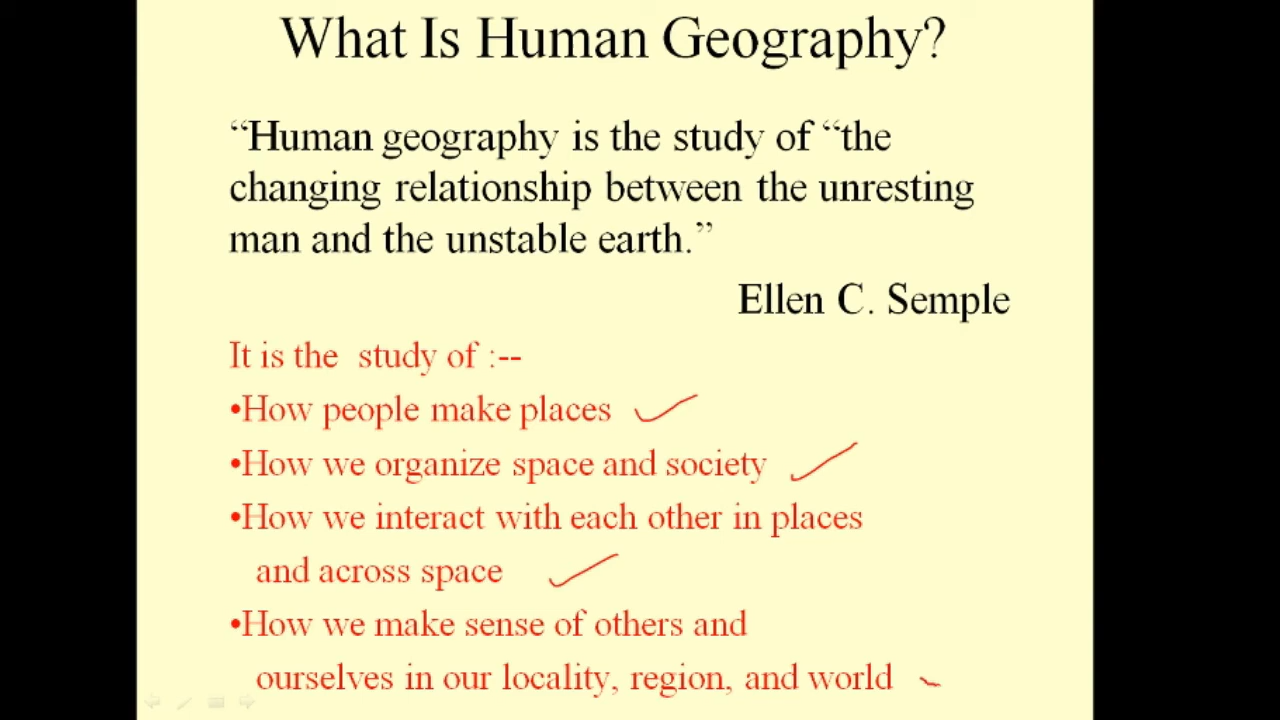 What Is Human Geography?
“Human geography is the study of “the
changing relationship between the unresting
man and the unstable earth.”
Ellen C. Semple
It is the  study of :--
•How people make places
•How we organize space and society
•How we interact with each other in places
and across space
•How we make sense of others and
ourselves in our locality, region, and world